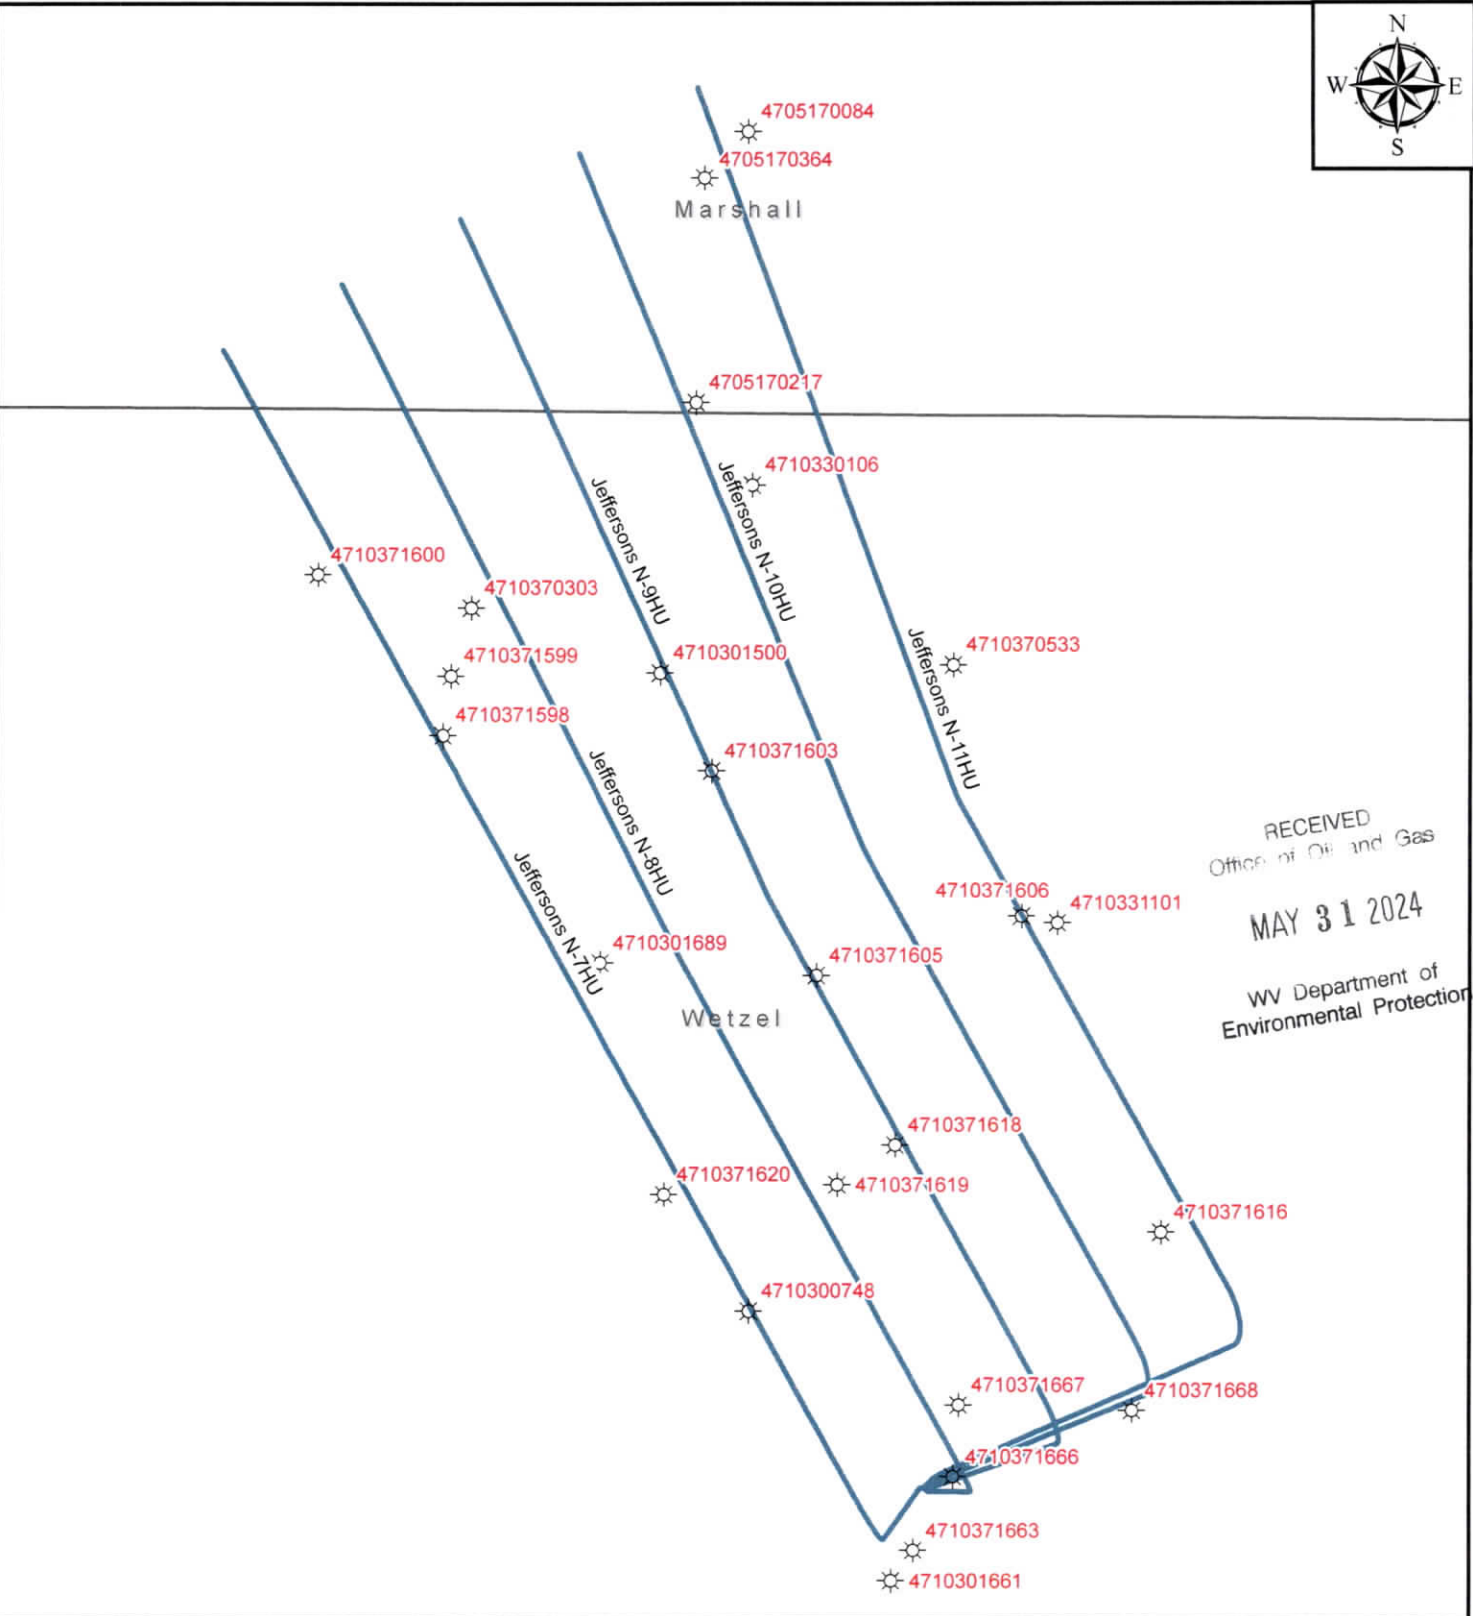 N
W E
S
4705170084
4705170364
Marshall
4705170217
4710330106
Jeffersons N-9HU
Jeffersons N-10HU
4710371600
4710370303
4710371599
4710301500
4710370533
Jeffersons N-11HU
4710371598
4710371603
Jeffersons N-8HU
RECEIVED
Office of Oil and Gas
4710371606
4710331101
MAY 31 2024
Jeffersons N-7HU
4710301689
4710371605
WV Department of
Environmental Protection
Wetzel
4710371618
4710371620
4710371619
4710371616
4710300748
4710371667
4710371668
4710371666
4710371663
4710301661